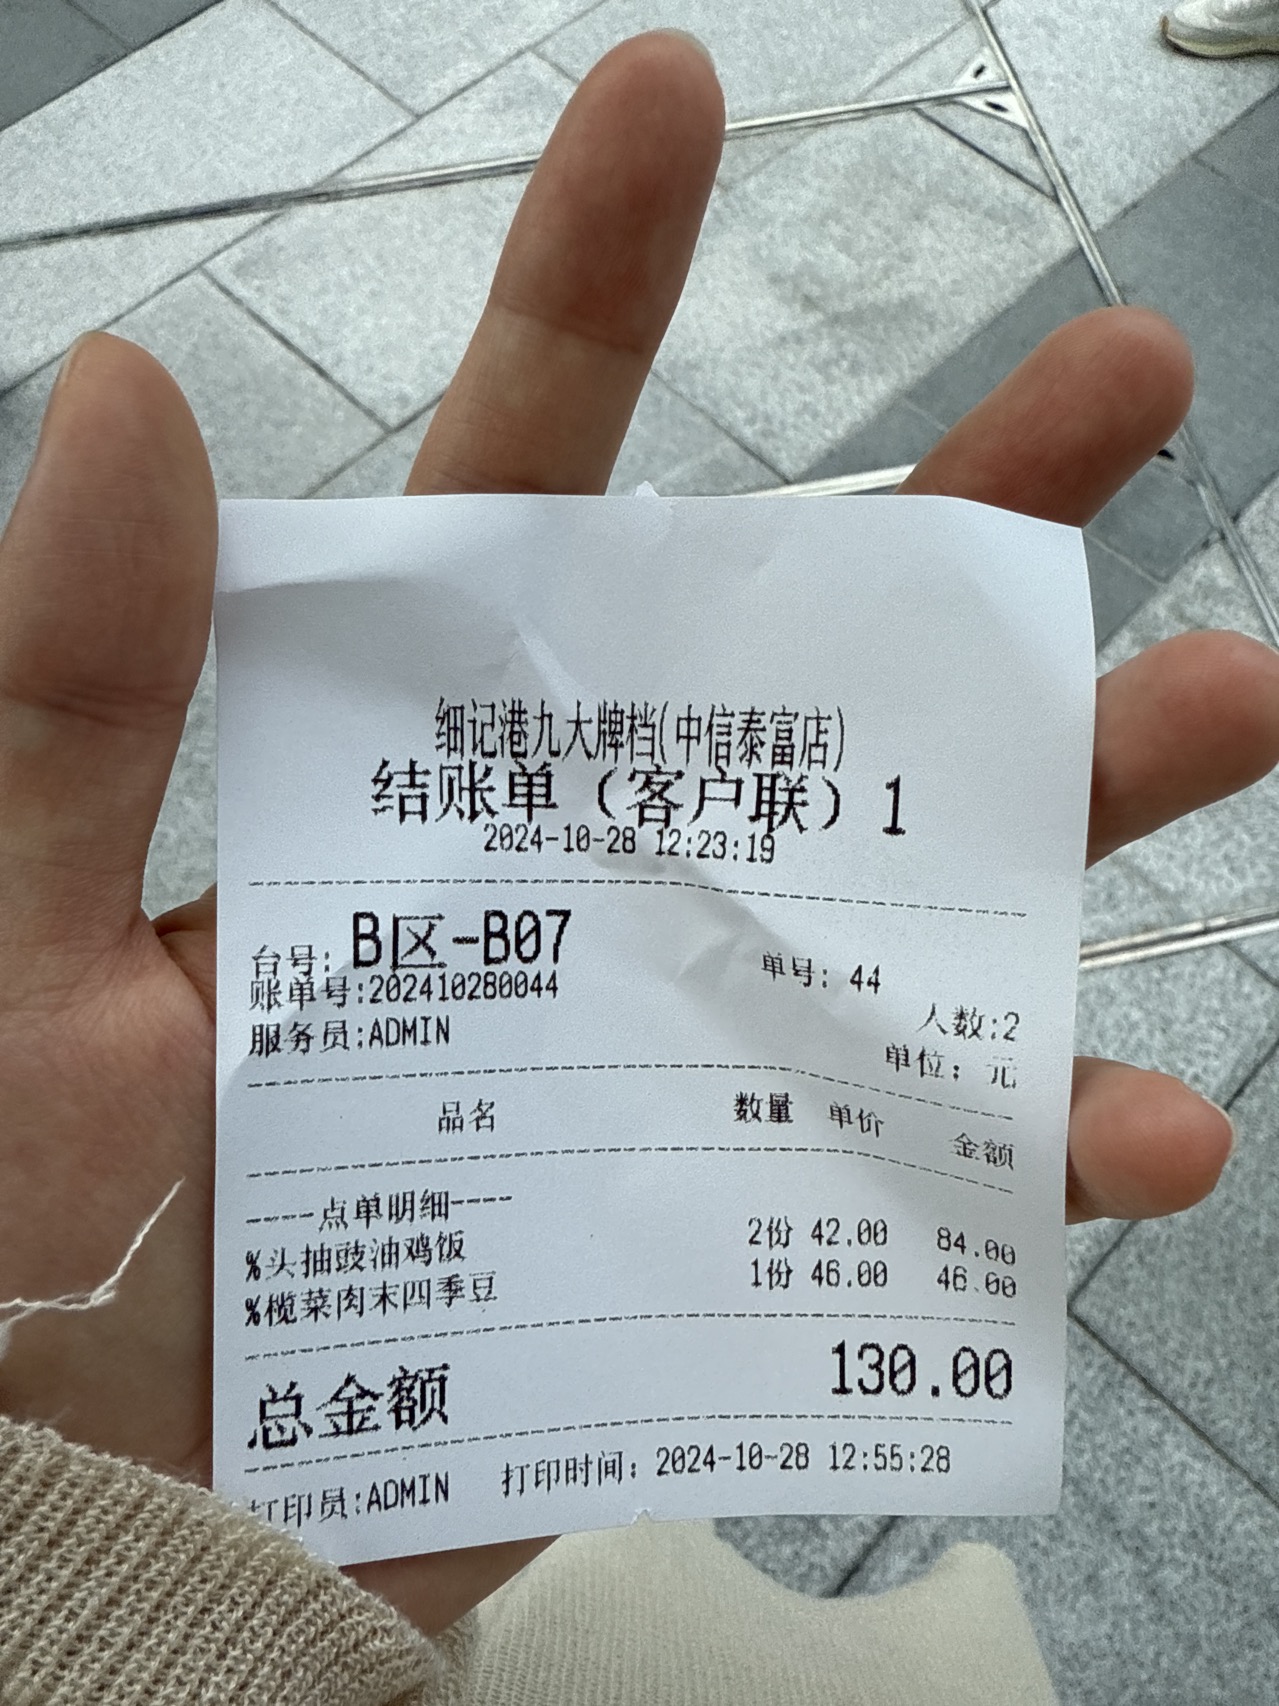 细记港九大牌档(中信泰富店)
结账单（客户联）1
2024-10-28 12:23:19
台号: B区-B07 单号: 44
账单号:202410280044
服务员:ADMIN 人数:2
单位: 元
品名 数量 单价 金额
----点单明细----
%头抽豉油鸡饭 2份 42.00 84.00
%榄菜肉末四季豆 1份 46.00 46.00
总金额 130.00
打印员:ADMIN 打印时间: 2024-10-28 12:55:28